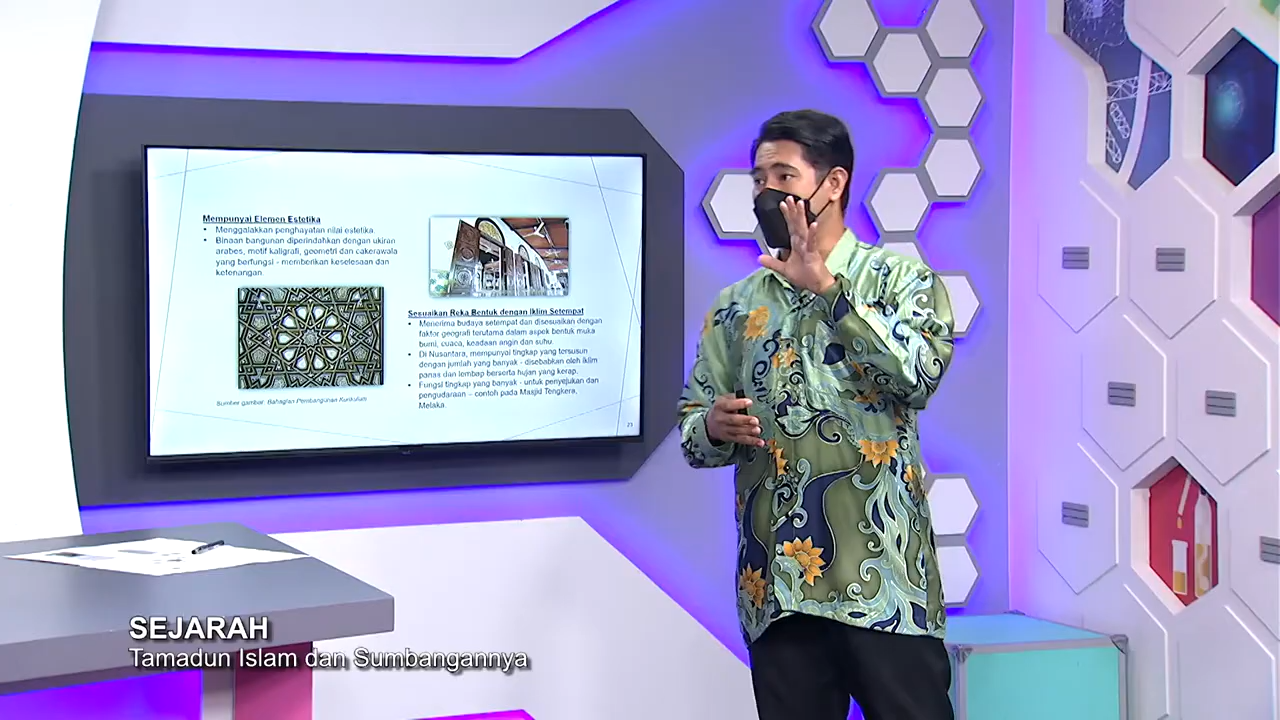 Mempunyai Elemen Estetika
• Menggalakkan penghayatan nilai estetika.
• Binaan bangunan diperindahkan dengan ukiran
arabes, motif kaligrafi, geometri dan cakerawala
yang berfungsi - memberikan keselesaan dan
ketenangan.
Sumber gambar: Bahagian Pembangunan Kurikulum
Sesuaikan Reka Bentuk dengan Iklim Setempat
• Menerima budaya setempat dan disesuaikan dengan
faktor geografi terutama dalam aspek bentuk muka
bumi, cuaca, keadaan angin dan suhu.
• Di Nusantara, mempunyai tingkap yang tersusun
dengan jumlah yang banyak - disebabkan oleh iklim
panas dan lembap berserta hujan yang kerap.
• Fungsi tingkap yang banyak - untuk penyejukan dan
pengudaraan – contoh pada Masjid Tengkera,
Melaka.
23
SEJARAH
Tamadun Islam dan Sumbangannya